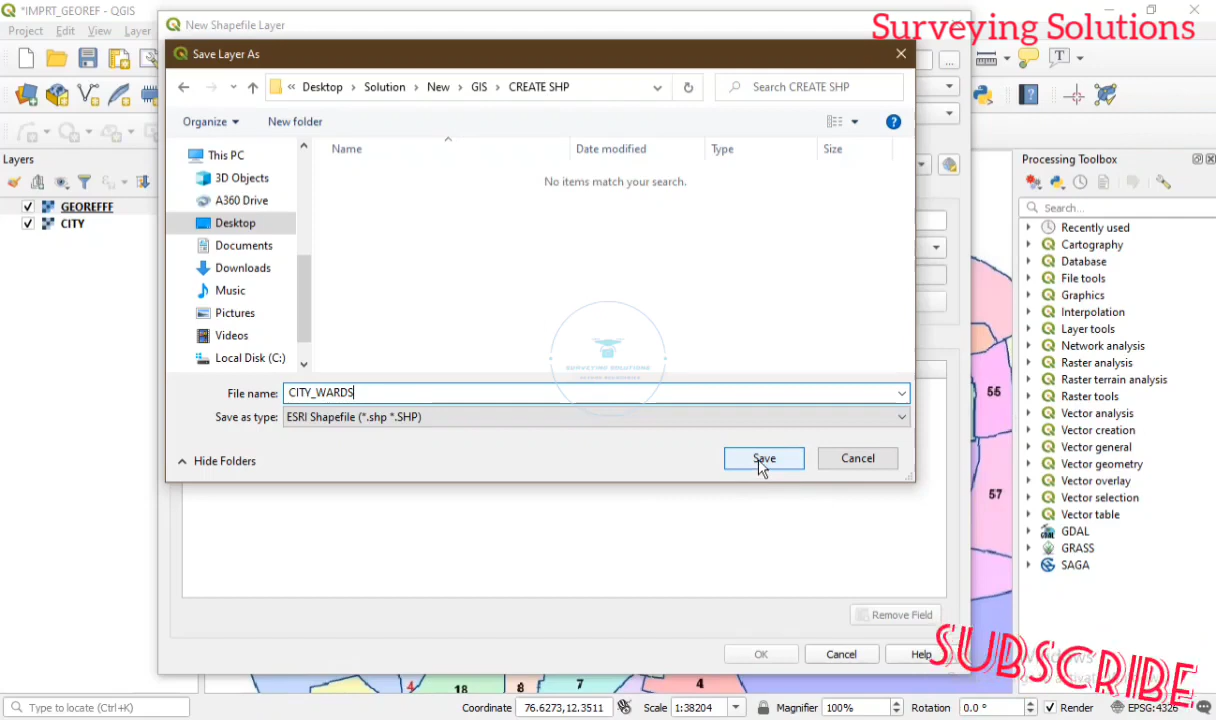 *IMPRT_GEOREF - QGIS
New Shapefile Layer
Surveying Solutions
Project Edit View Layer
Save Layer As
Desktop Solution New GIS CREATE SHP
Search CREATE SHP
Organize
New folder
Name
Date modified
Type
Size
No items match your search.
This PC
3D Objects
A360 Drive
Desktop
Documents
Downloads
Music
Pictures
Videos
Local Disk (C:)
File name: CITY_WARDS
Save as type: ESRI Shapefile (*.shp *.SHP)
Hide Folders
Save
Cancel
SURVEYING SOLUTIONS
Layers
GEOREFFF
CITY
Processing Toolbox
Search...
Recently used
Cartography
Database
File tools
Graphics
Interpolation
Layer tools
Network analysis
Raster analysis
Raster terrain analysis
Raster tools
Vector analysis
Vector creation
Vector general
Vector geometry
Vector overlay
Vector selection
Vector table
GDAL
GRASS
SAGA
55
57
Remove Field
OK
Cancel
Help
4 18 8 7 4
SUBSCRIBE
Type to locate (Ctrl+K)
Coordinate 76.6273,12.3511 Scale 1:38204 Magnifier 100% Rotation 0.0 ° Render EPSG:4326